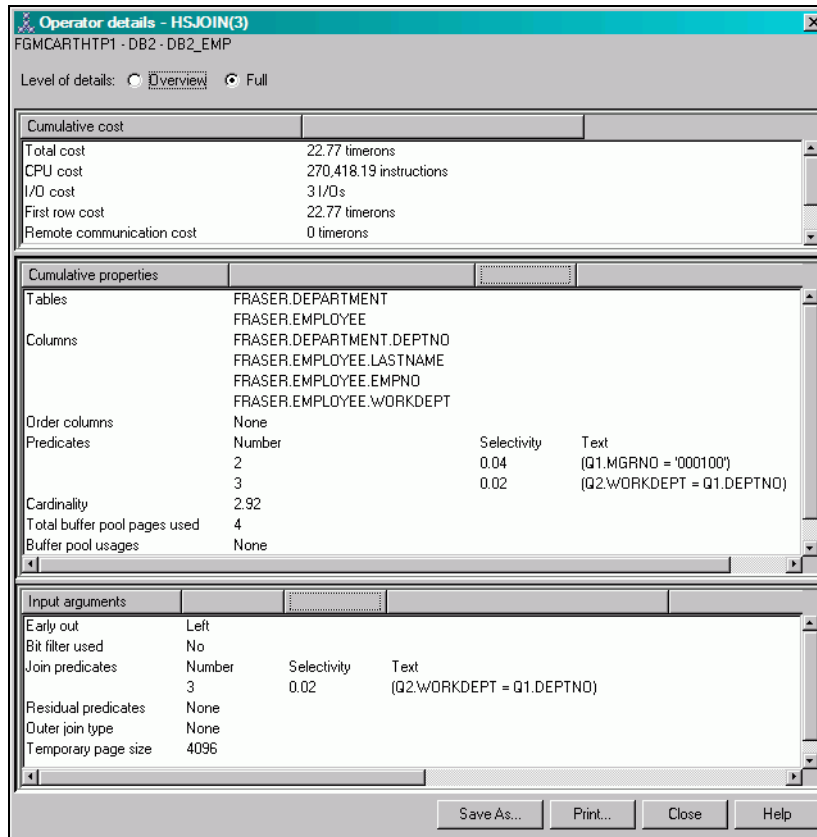 Operator details - HSJOIN(3)
FGMCARTHTP1 - DB2 - DB2_EMP
Level of details: Overview Full
Cumulative cost
Total cost 22.77 timerons
CPU cost 270,418.19 instructions
I/O cost 3 I/Os
First row cost 22.77 timerons
Remote communication cost 0 timerons
Cumulative properties
Tables FRASER.DEPARTMENT
FRASER.EMPLOYEE
Columns FRASER.DEPARTMENT.DEPTNO
FRASER.EMPLOYEE.LASTNAME
FRASER.EMPLOYEE.EMPNO
FRASER.EMPLOYEE.WORKDEPT
Order columns None
Predicates Number Selectivity Text
2 0.04 (Q1.MGRNO = '000100')
3 0.02 (Q2.WORKDEPT = Q1.DEPTNO)
Cardinality 2.92
Total buffer pool pages used 4
Buffer pool usages None
Input arguments
Early out Left
Bit filter used No
Join predicates Number Selectivity Text
3 0.02 (Q2.WORKDEPT = Q1.DEPTNO)
Residual predicates None
Outer join type None
Temporary page size 4096
Save As... Print... Close Help